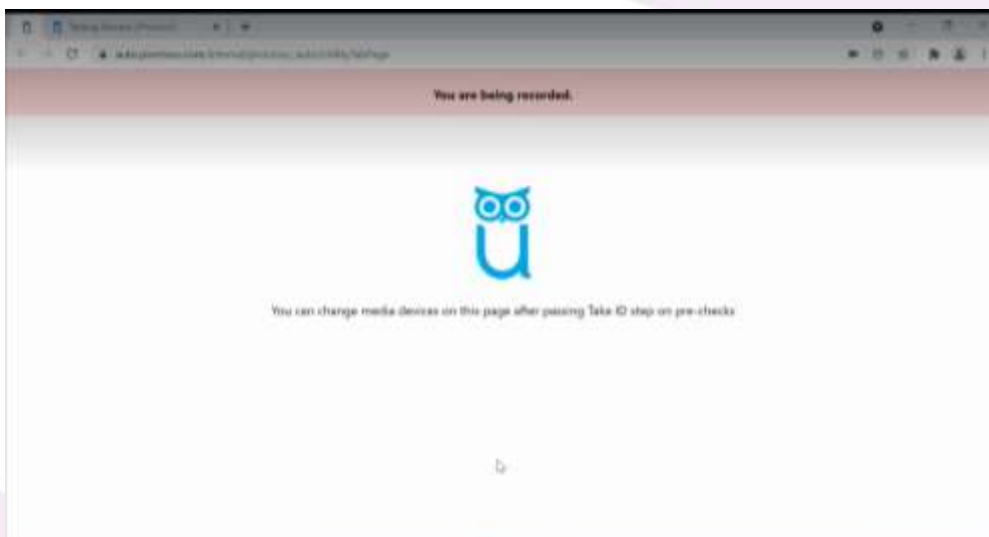 You are being recorded.
You can change media devices on this page after passing Take ID step on pre-checks